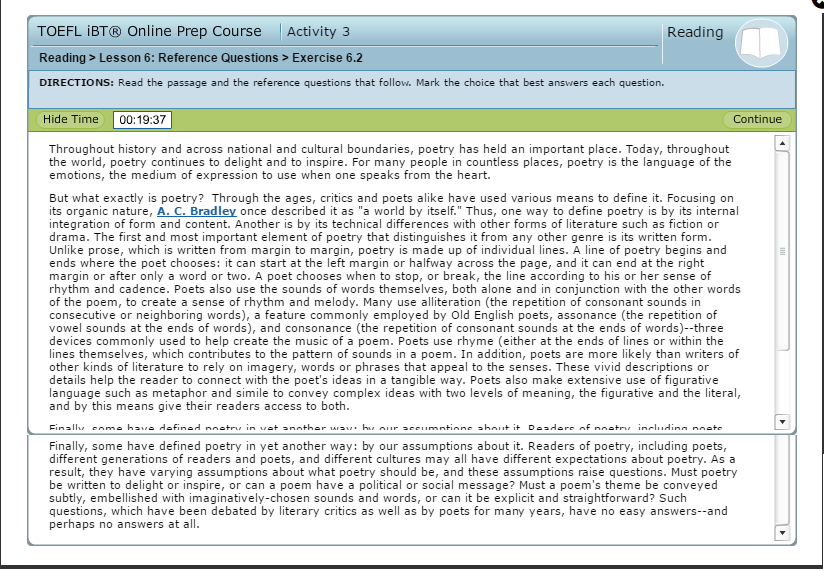 TOEFL iBT® Online Prep Course Activity 3 Reading
Reading > Lesson 6: Reference Questions > Exercise 6.2
DIRECTIONS: Read the passage and the reference questions that follow. Mark the choice that best answers each question.
Hide Time 00:19:37 Continue
Throughout history and across national and cultural boundaries, poetry has held an important place. Today, throughout
the world, poetry continues to delight and to inspire. For many people in countless places, poetry is the language of the
emotions, the medium of expression to use when one speaks from the heart.
But what exactly is poetry? Through the ages, critics and poets alike have used various means to define it. Focusing on
its organic nature, A. C. Bradley once described it as "a world by itself." Thus, one way to define poetry is by its internal
integration of form and content. Another is by its technical differences with other forms of literature such as fiction or
drama. The first and most important element of poetry that distinguishes it from any other genre is its written form.
Unlike prose, which is written from margin to margin, poetry is made up of individual lines. A line of poetry begins and
ends where the poet chooses: it can start at the left margin or halfway across the page, and it can end at the right
margin or after only a word or two. A poet chooses when to stop, or break, the line according to his or her sense of
rhythm and cadence. Poets also use the sounds of words themselves, both alone and in conjunction with the other words
of the poem, to create a sense of rhythm and melody. Many use alliteration (the repetition of consonant sounds in
consecutive or neighboring words), a feature commonly employed by Old English poets, assonance (the repetition of
vowel sounds at the ends of words), and consonance (the repetition of consonant sounds at the ends of words)--three
devices commonly used to help create the music of a poem. Poets use rhyme (either at the ends of lines or within the
lines themselves, which contributes to the pattern of sounds in a poem. In addition, poets are more likely than writers of
other kinds of literature to rely on imagery, words or phrases that appeal to the senses. These vivid descriptions or
details help the reader to connect with the poet's ideas in a tangible way. Poets also make extensive use of figurative
language such as metaphor and simile to convey complex ideas with two levels of meaning, the figurative and the literal,
and by this means give their readers access to both.
Finally, some have defined poetry in yet another way: by our assumptions about it. Readers of poetry, including poets
Finally, some have defined poetry in yet another way: by our assumptions about it. Readers of poetry, including poets,
different generations of readers and poets, and different cultures may all have different expectations about poetry. As a
result, they have varying assumptions about what poetry should be, and these assumptions raise questions. Must poetry
be written to delight or inspire, or can a poem have a political or social message? Must a poem's theme be conveyed
subtly, embellished with imaginatively-chosen sounds and words, or can it be explicit and straightforward? Such
questions, which have been debated by literary critics as well as by poets for many years, have no easy answers--and
perhaps no answers at all.